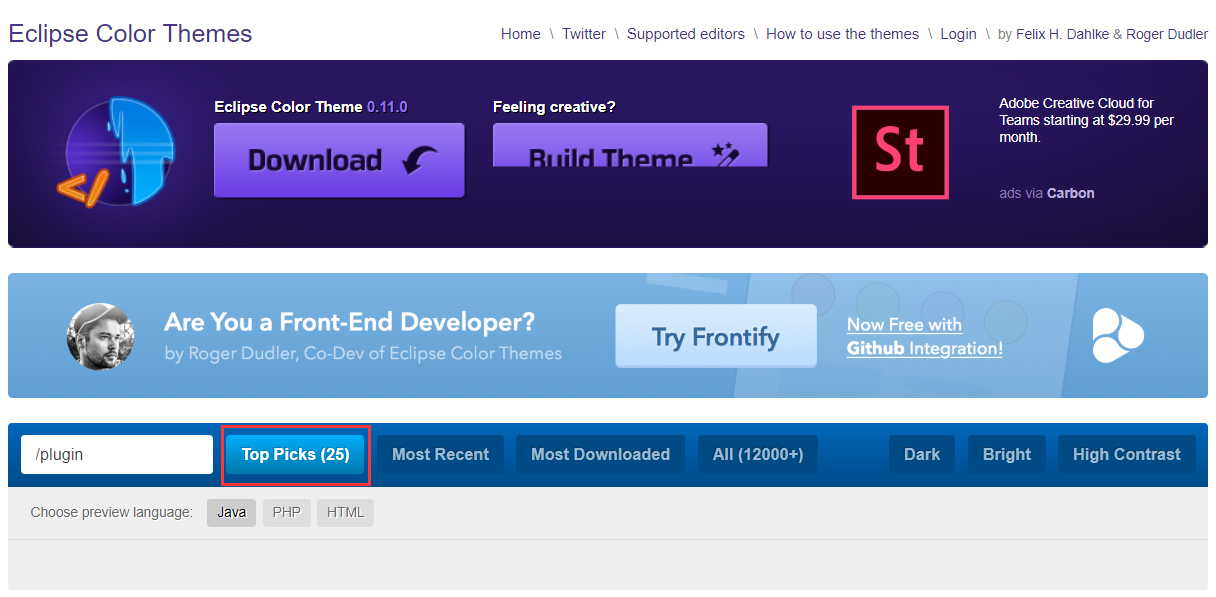 Eclipse Color Themes
Home \ Twitter \ Supported editors \ How to use the themes \ Login \ by Felix H. Dahlke & Roger Dudler
Eclipse Color Theme 0.11.0
Download
Feeling creative?
Build Theme
St
Adobe Creative Cloud for
Teams starting at $29.99 per
month.
ads via Carbon
Are You a Front-End Developer?
by Roger Dudler, Co-Dev of Eclipse Color Themes
Try Frontify
Now Free with
Github Integration!
/plugin
Top Picks (25)
Most Recent
Most Downloaded
All (12000+)
Dark
Bright
High Contrast
Choose preview language: Java PHP HTML